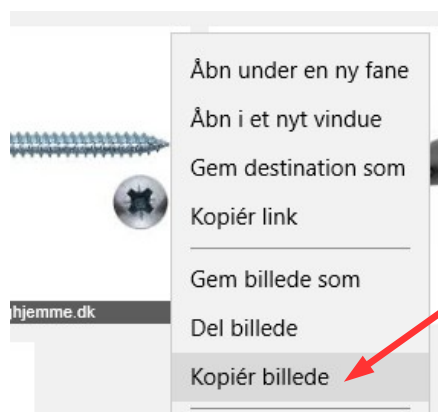 Åbn under en ny fane
Åbn i et nyt vindue
Gem destination som
Kopiér link
Gem billede som
hjemme.dk
Del billede
Kopiér billede